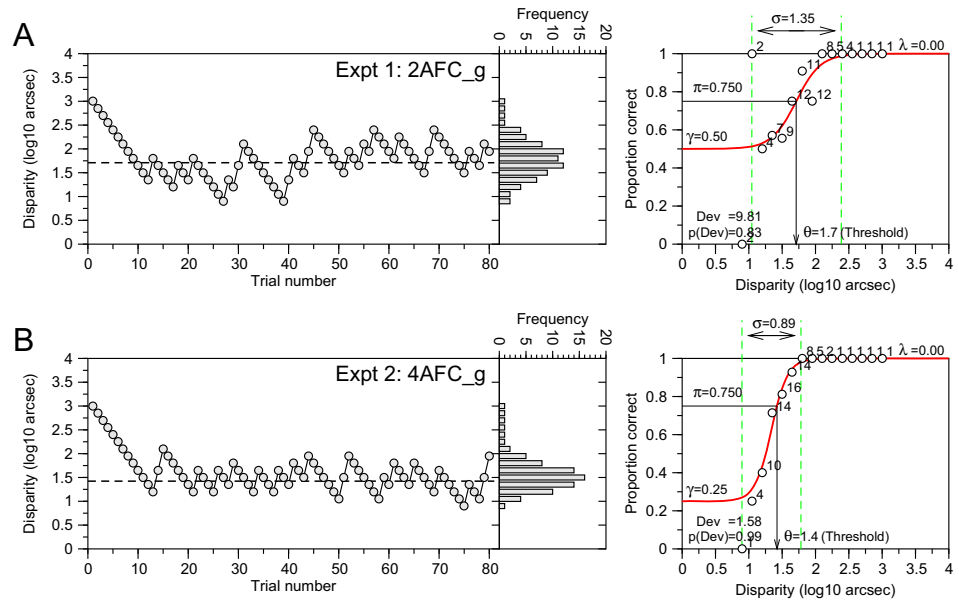 A
Expt 1: 2AFC_g
Disparity (log10 arcsec)
4
3.5
3
2.5
2
1.5
1
0.5
0
0 10 20 30 40 50 60 70 80
Trial number
Frequency
0 5 10 15 20
σ=1.35
2 8 5 4 1 1 1 1 λ=0.00
11
π=0.750
12 12
7 9
γ=0.50
4
Dev =9.81
p(Dev)=0.83
2
θ=1.7 (Threshold)
Proportion correct
1
0.8
0.6
0.4
0.2
0
0 0.5 1 1.5 2 2.5 3 3.5 4
Disparity (log10 arcsec)
B
Expt 2: 4AFC_g
Disparity (log10 arcsec)
4
3.5
3
2.5
2
1.5
1
0.5
0
0 10 20 30 40 50 60 70 80
Trial number
Frequency
0 5 10 15 20
σ=0.89
8 5 2 1 1 1 1 1 λ=0.00
14
16
π=0.750
14
10
γ=0.25
4
Dev =1.58
p(Dev)=0.99
1
θ=1.4 (Threshold)
Proportion correct
1
0.8
0.6
0.4
0.2
0
0 0.5 1 1.5 2 2.5 3 3.5 4
Disparity (log10 arcsec)